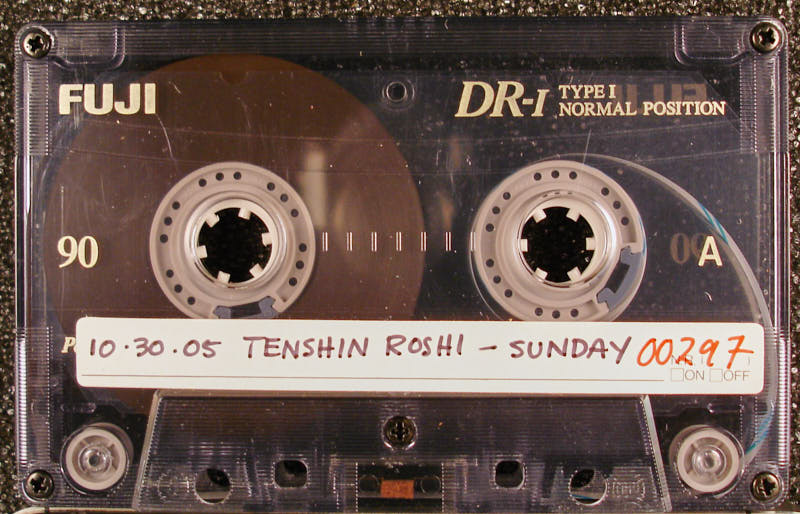 FUJI
DR-I TYPE I
NORMAL POSITION
90
A
10·30·05 TENSHIN ROSHI – SUNDAY 00297
ON OFF